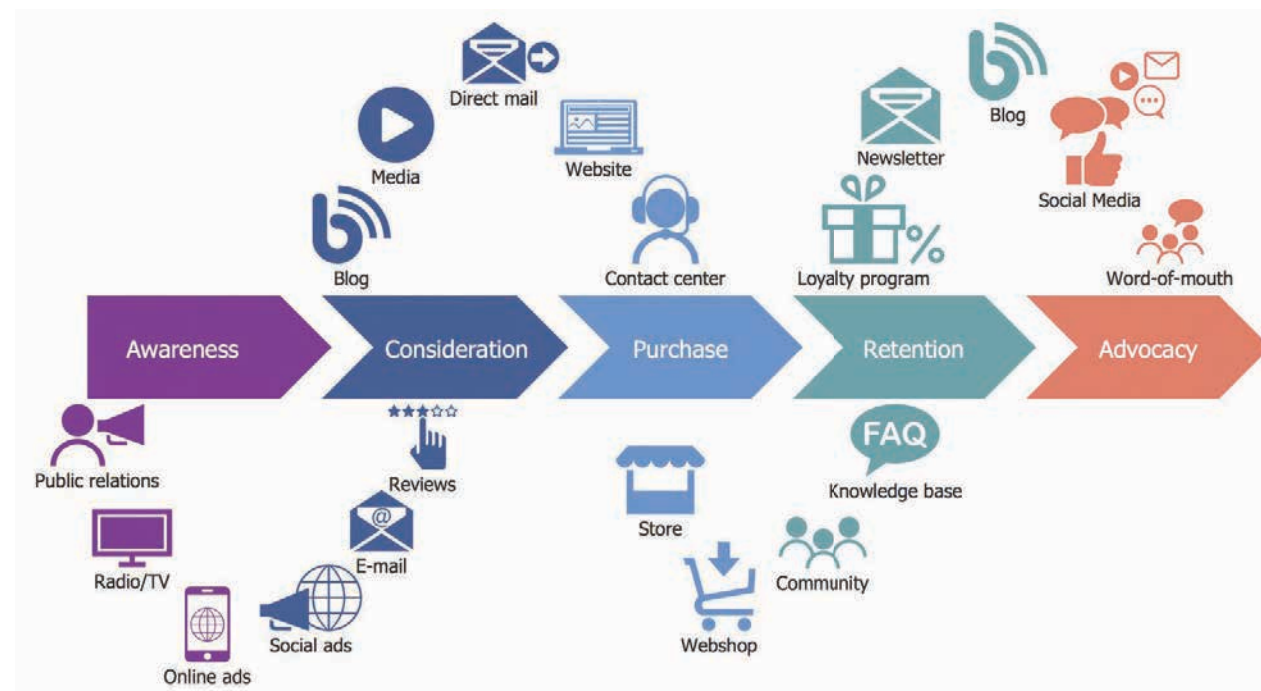 Direct mail
Media
Website
Blog
Contact center
Newsletter
Blog
Social Media
Loyalty program
Word-of-mouth
Awareness
Consideration
Purchase
Retention
Advocacy
Public relations
Radio/TV
Online ads
Social ads
@
E-mail
Reviews
Store
Webshop
Community
FAQ
Knowledge base
%